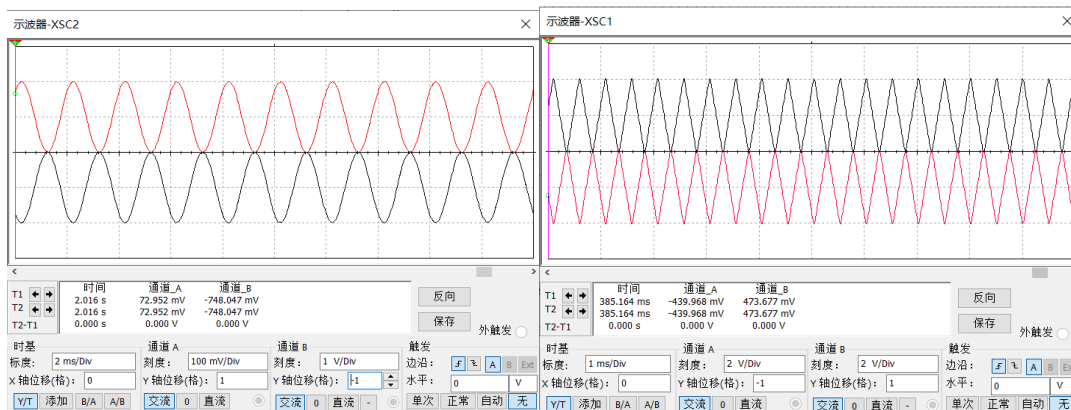 示波器-XSC2
时间 通道_A 通道_B
T1 2.016 s 72.952 mV -748.047 mV
T2 2.016 s 72.952 mV -748.047 mV
T2-T1 0.000 s 0.000 V 0.000 V
反向
保存
外触发
时基
标度: 2 ms/Div
X 轴位移(格): 0
Y/T 添加 B/A A/B
通道 A
刻度: 100 mV/Div
Y 轴位移(格): 1
交流 0 直流
通道 B
刻度: 1 V/Div
Y 轴位移(格): -1
交流 0 直流 -
触发
边沿: A B Ext
水平: 0 V
单次 正常 自动 无
示波器-XSC1
时间 通道_A 通道_B
T1 385.164 ms -439.968 mV 473.677 mV
T2 385.164 ms -439.968 mV 473.677 mV
T2-T1 0.000 s 0.000 V 0.000 V
反向
保存
外触发
时基
标度: 1 ms/Div
X 轴位移(格): 0
Y/T 添加 B/A A/B
通道 A
刻度: 2 V/Div
Y 轴位移(格): -1
交流 0 直流
通道 B
刻度: 2 V/Div
Y 轴位移(格): 1
交流 0 直流 -
触发
边沿: A B Ext
水平: 0 V
单次 正常 自动 无